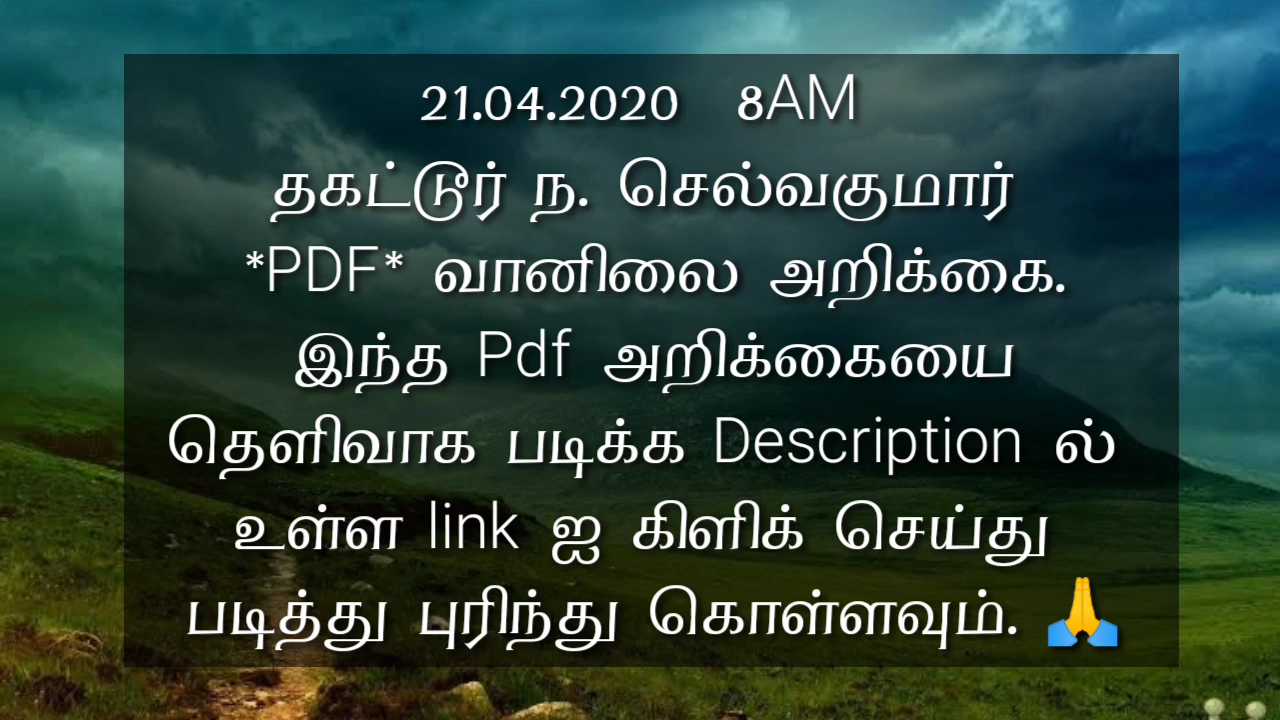 21.04.2020 8AM
தகட்டூர் ந. செல்வகுமார்
*PDF* வானிலை அறிக்கை.
இந்த Pdf அறிக்கையை
தெளிவாக படிக்க Description ல்
உள்ள link ஐ கிளிக் செய்து
படித்து புரிந்து கொள்ளவும். 🙏